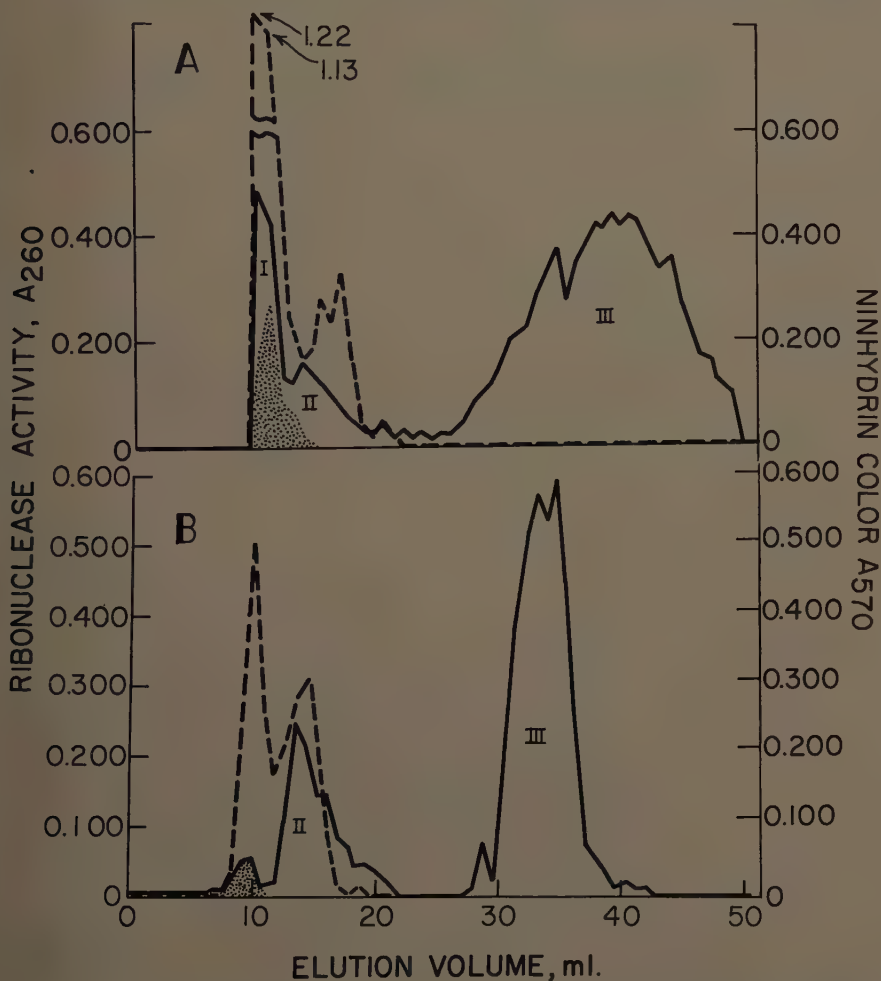 A
1.22
1.13
0.600
0.400
0.200
0
I
II
III
0.600
0.400
0.200
0
B
0.600
0.500
0.400
0.300
0.200
0.100
0
II
III
0.600
0.500
0.400
0.300
0.200
0.100
0
0 10 20 30 40 50
RIBONUCLEASE ACTIVITY, A260
NINHYDRIN COLOR A570
ELUTION VOLUME, ml.